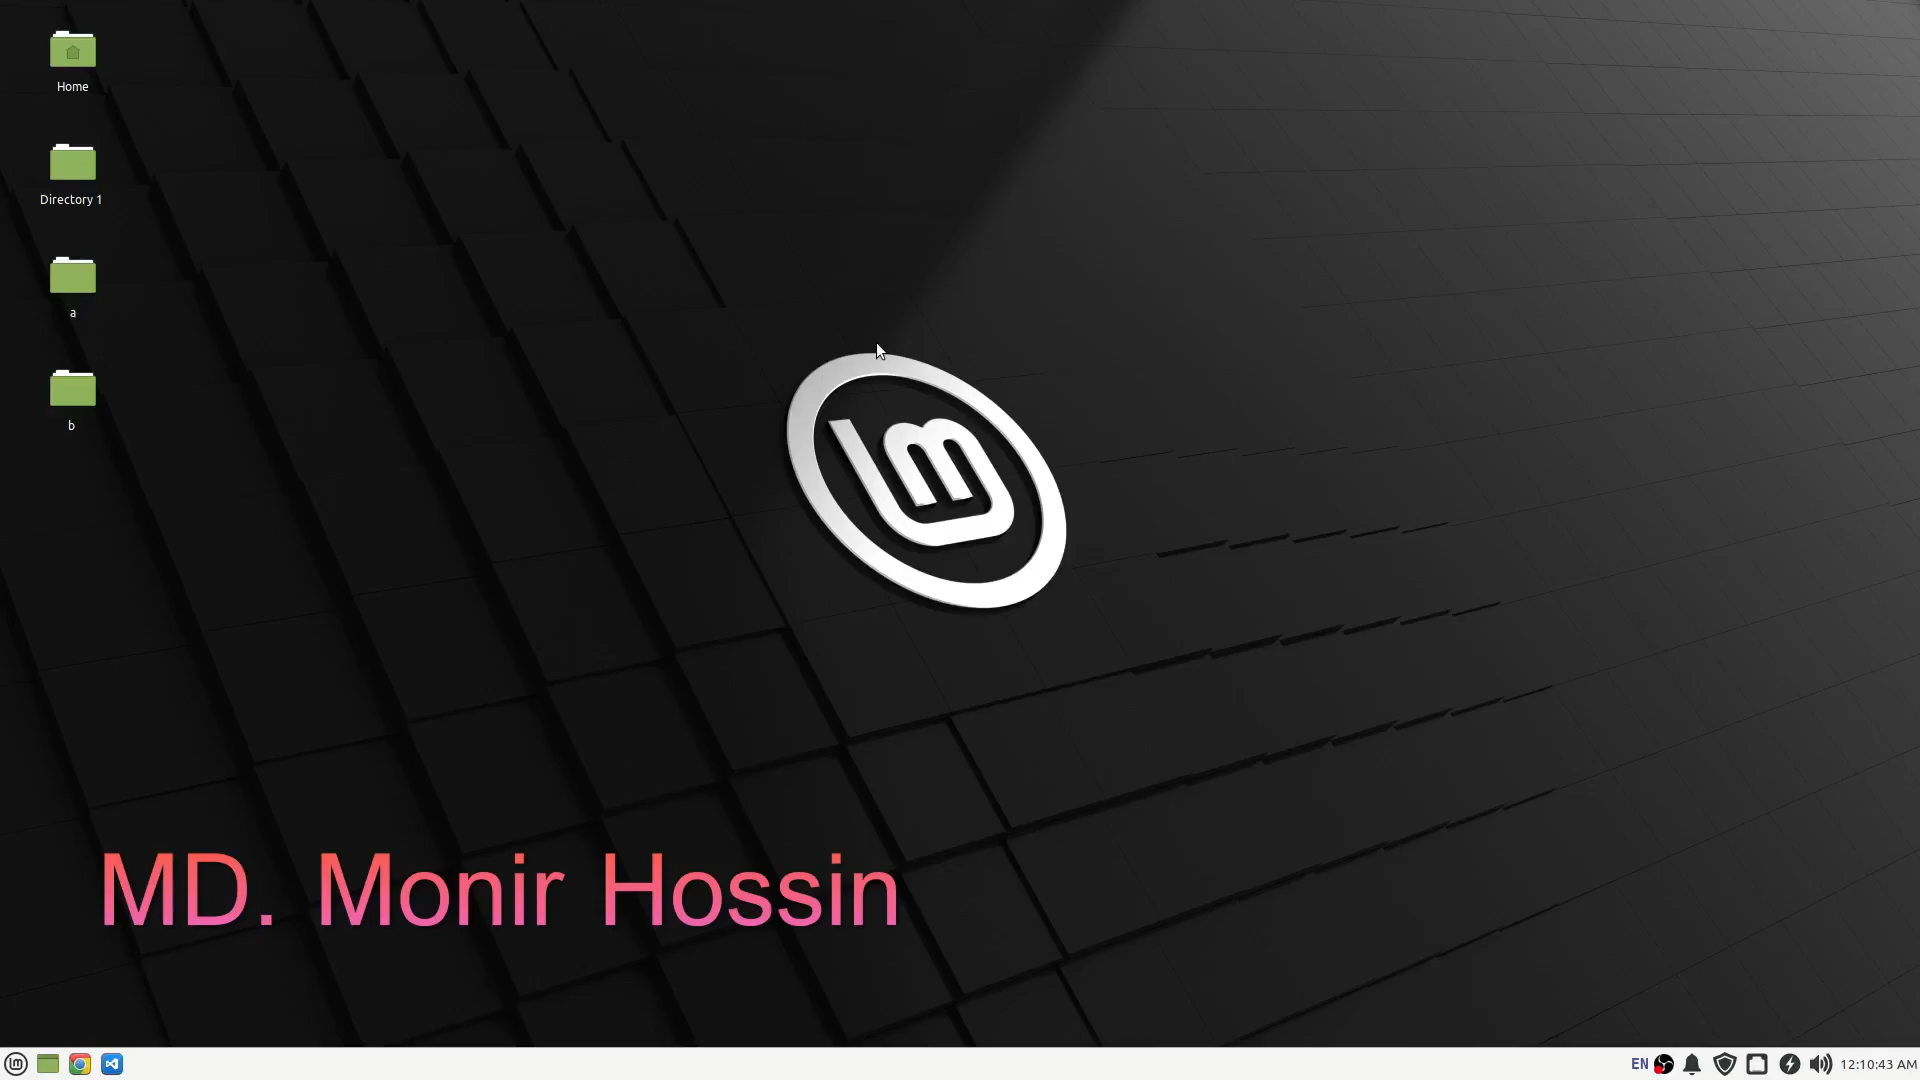 Home
Directory 1
a
b
MD. Monir Hossin
EN
12:10:43 AM